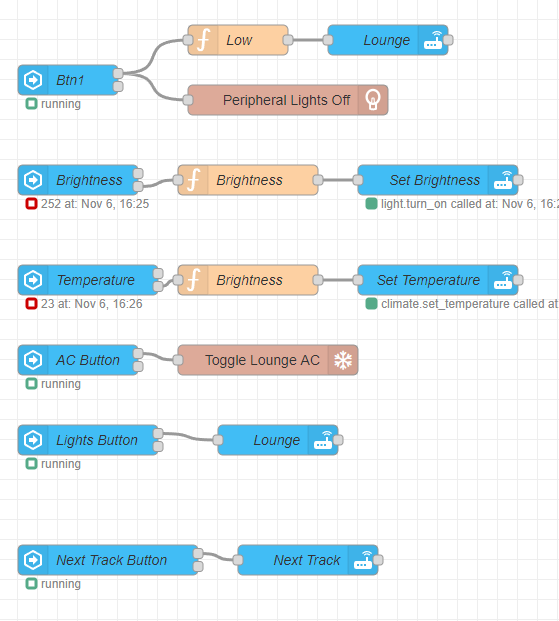 Low
Lounge
Btn1
running
Peripheral Lights Off
Brightness
Brightness
Set Brightness
252 at: Nov 6, 16:25
light.turn_on called at: Nov 6, 16:2
Temperature
Brightness
Set Temperature
23 at: Nov 6, 16:26
climate.set_temperature called at
AC Button
Toggle Lounge AC
running
Lights Button
Lounge
running
Next Track Button
Next Track
running